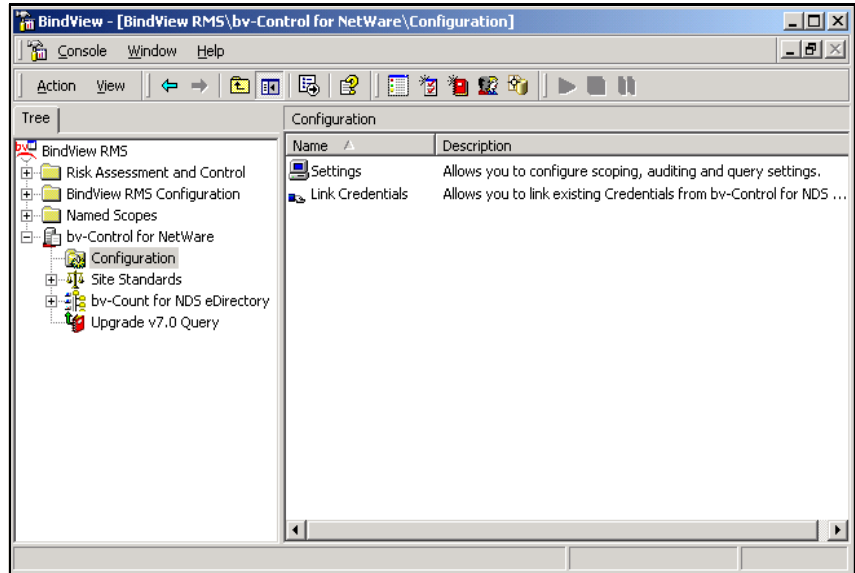 BindView - [BindView RMS\bv-Control for NetWare\Configuration]
Console Window Help
Action View
Tree
Configuration
Name Description
BindView RMS
Risk Assessment and Control
BindView RMS Configuration
Named Scopes
bv-Control for NetWare
Configuration
Site Standards
bv-Count for NDS eDirectory
Upgrade v7.0 Query
Settings Allows you to configure scoping, auditing and query settings.
Link Credentials Allows you to link existing Credentials from bv-Control for NDS ...